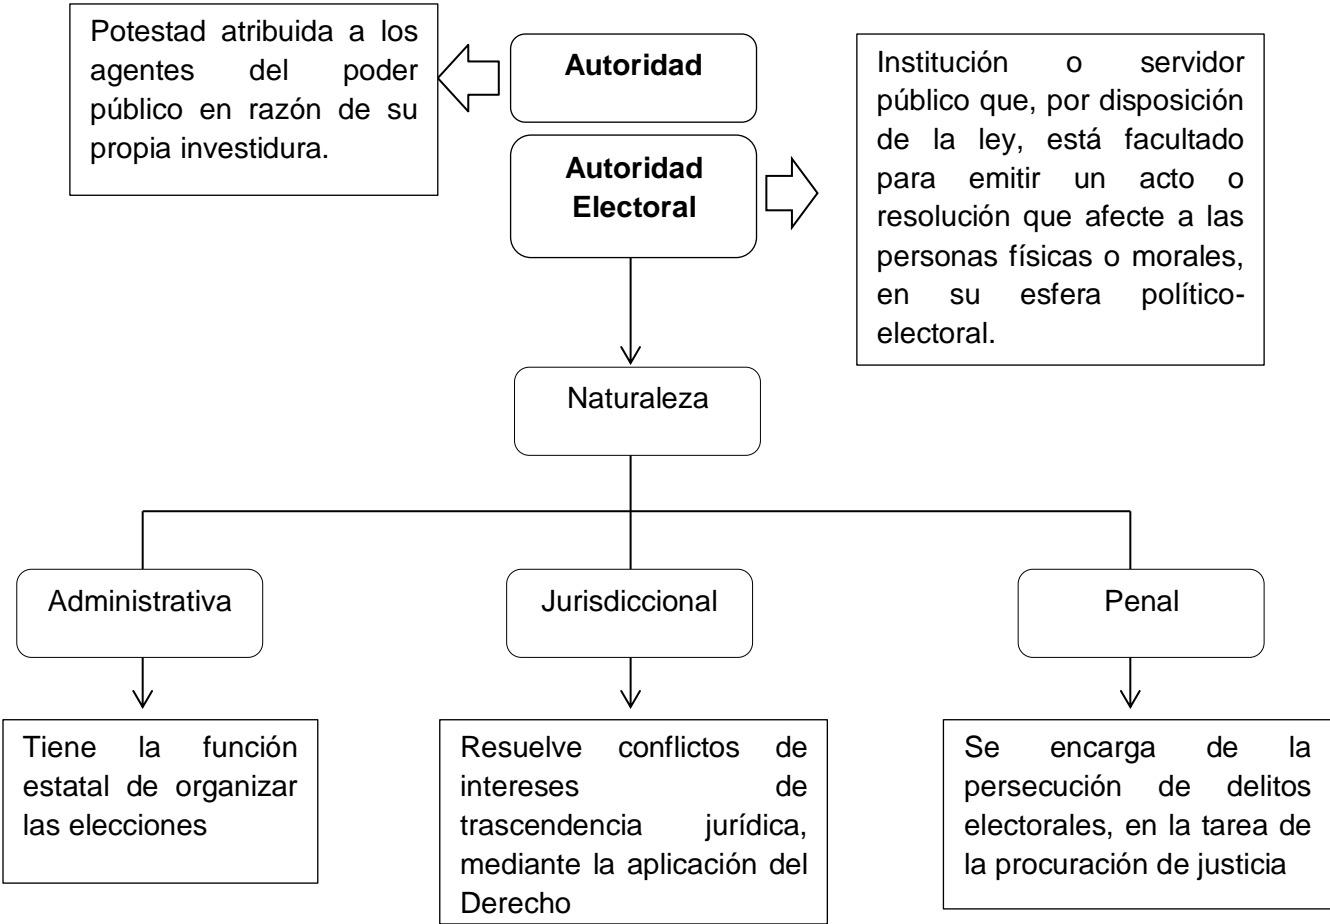 Potestad atribuida a los
agentes del poder
público en razón de su
propia investidura.
Autoridad
Autoridad
Electoral
Institución o servidor
público que, por disposición
de la ley, está facultado
para emitir un acto o
resolución que afecte a las
personas físicas o morales,
en su esfera político-
electoral.
Naturaleza
Administrativa
Jurisdiccional
Penal
Tiene la función
estatal de organizar
las elecciones
Resuelve conflictos de
intereses de
trascendencia jurídica,
mediante la aplicación del
Derecho
Se encarga de la
persecución de delitos
electorales, en la tarea de
la procuración de justicia